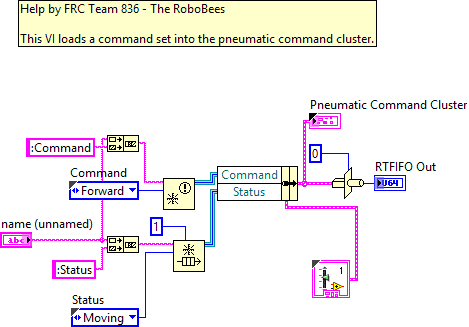 Help by FRC Team 836 - The RoboBees
This VI loads a command set into the pneumatic command cluster.
Pneumatic Command Cluster
:Command
0
Command
Command
RTFIFO Out
Forward
Status
U64
name (unnamed)
1
abc
:Status
1
Status
Moving